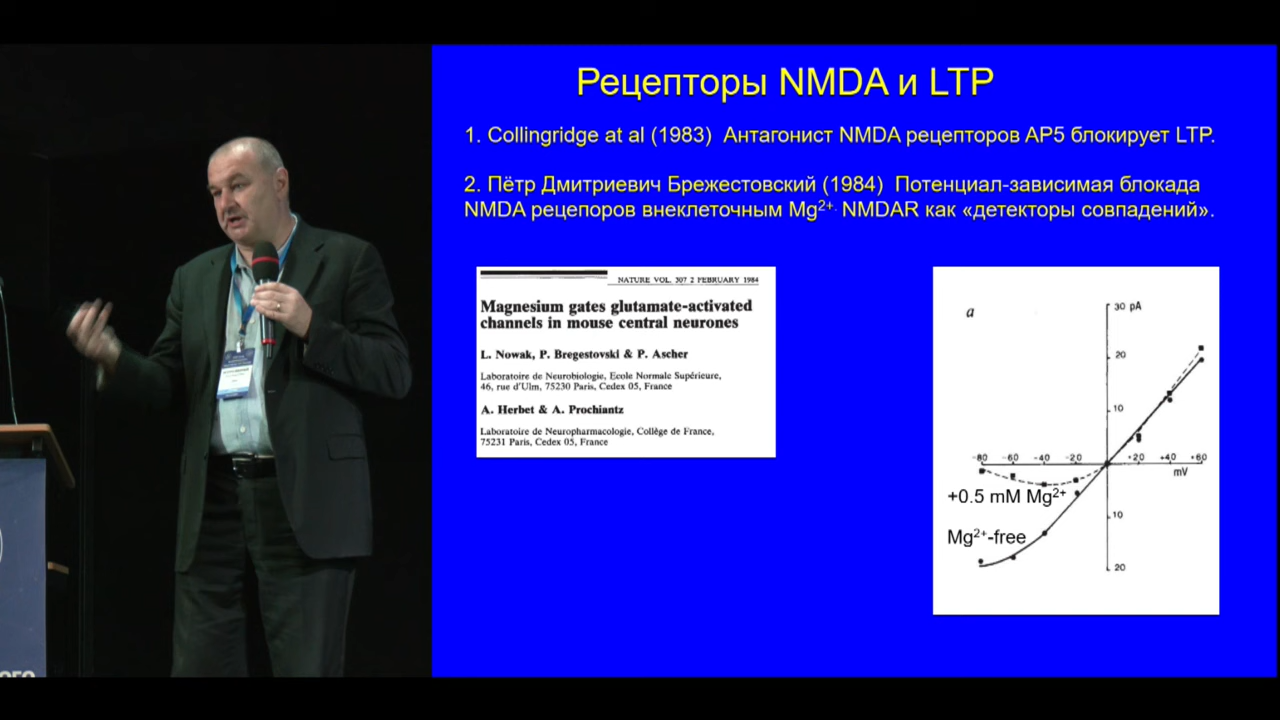 Рецепторы NMDA и LTP
1. Collingridge at al (1983) Антагонист NMDA рецепторов AP5 блокирует LTP.
2. Пётр Дмитриевич Брежестовский (1984) Потенциал-зависимая блокада
NMDA рецепоров внеклеточным Mg2+. NMDAR как «детекторы совпадений».
NATURE VOL. 307 2 FEBRUARY 1984
Magnesium gates glutamate-activated
channels in mouse central neurones
L. Nowak, P. Bregestovski & P. Ascher
Laboratoire de Neurobiologie, Ecole Normale Supérieure,
46, rue d'Ulm, 75230 Paris, Cedex 05, France
A. Herbet & A. Prochiantz
Laboratoire de Neuropharmacologie, Collège de France,
75231 Paris, Cedex 05, France
a
30 pA
20
10
-80 -60 -40 -20 +20 +40 +60
mV
+0.5 mM Mg2+
10
Mg2+-free
20